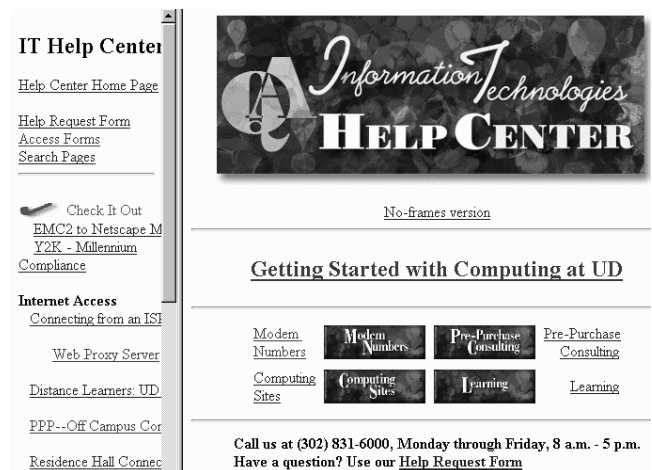 IT Help Center
Help Center Home Page
Help Request Form
Access Forms
Search Pages
Check It Out
EMC2 to Netscape M
Y2K - Millennium
Compliance
Internet Access
Connecting from an ISP
Web Proxy Server
Distance Learners: UD
PPP--Off Campus Con
Residence Hall Connec
Q&A
Information Technologies
HELP CENTER
No-frames version
Getting Started with Computing at UD
Modem
Numbers
Modem
Numbers
Pre-Purchase
Consulting
Pre-Purchase
Consulting
Computing
Sites
Computing
Sites
Learning
Learning
Call us at (302) 831-6000, Monday through Friday, 8 a.m. - 5 p.m.
Have a question? Use our Help Request Form